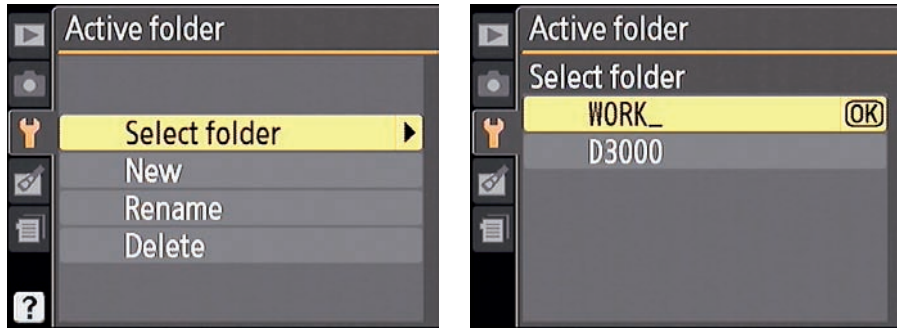 Active folder
Select folder
New
Rename
Delete
?
Active folder
Select folder
WORK_
OK
D3000